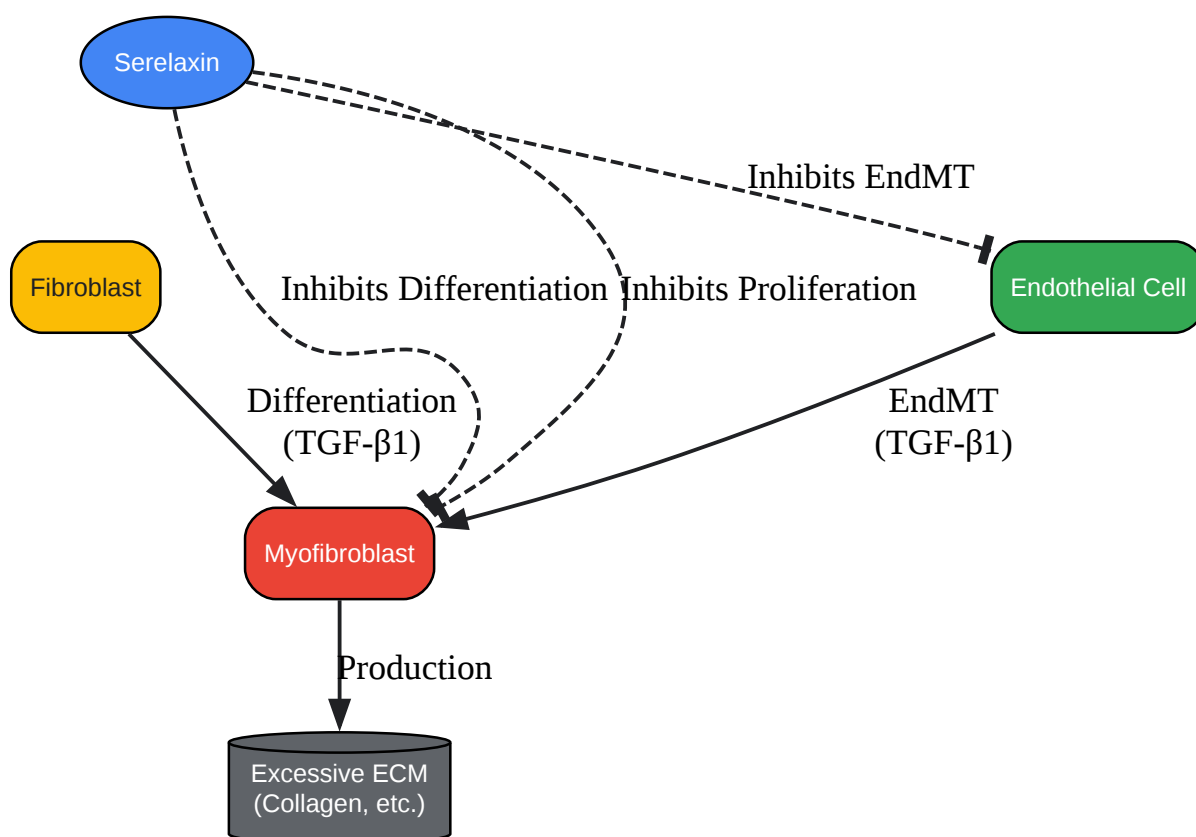 Serelaxin
Inhibits EndMT
Fibroblast
Inhibits Differentiation
Inhibits Proliferation
Endothelial Cell
Differentiation
(TGF-β1)
EndMT
(TGF-β1)
Myofibroblast
Production
Excessive ECM
(Collagen, etc.)